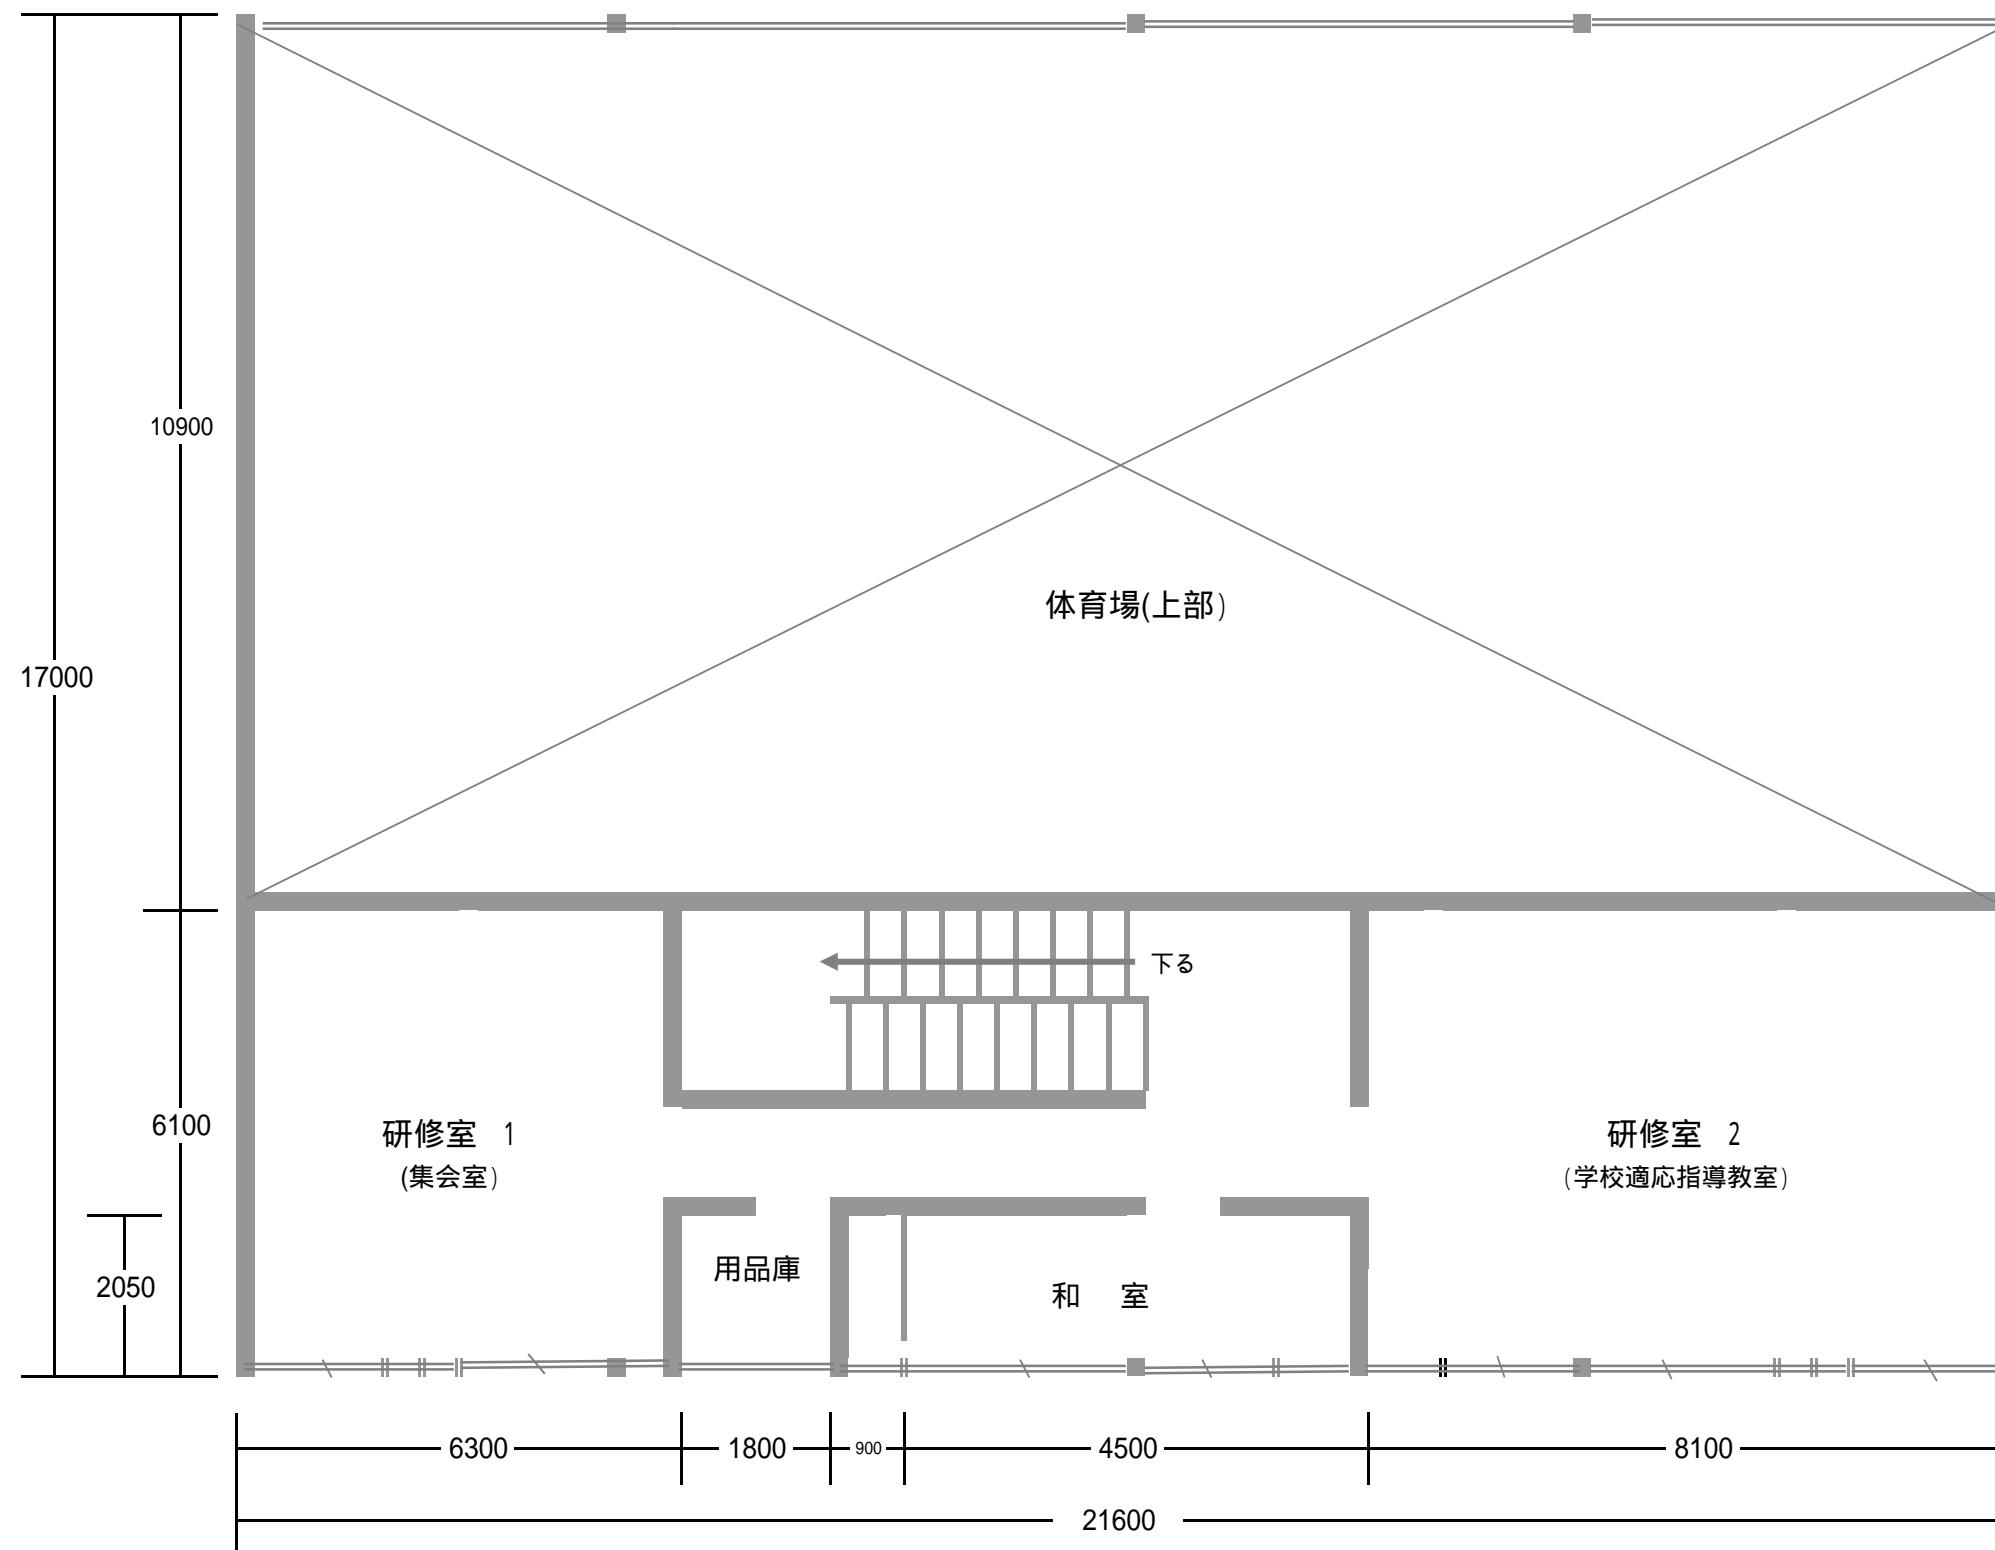 10900
体育場(上部)
17000
下る
6100
研修室 1
(集会室)
研修室 2
(学校適応指導教室)
2050
用品庫
和 室
6300 1800 900 4500 8100
21600